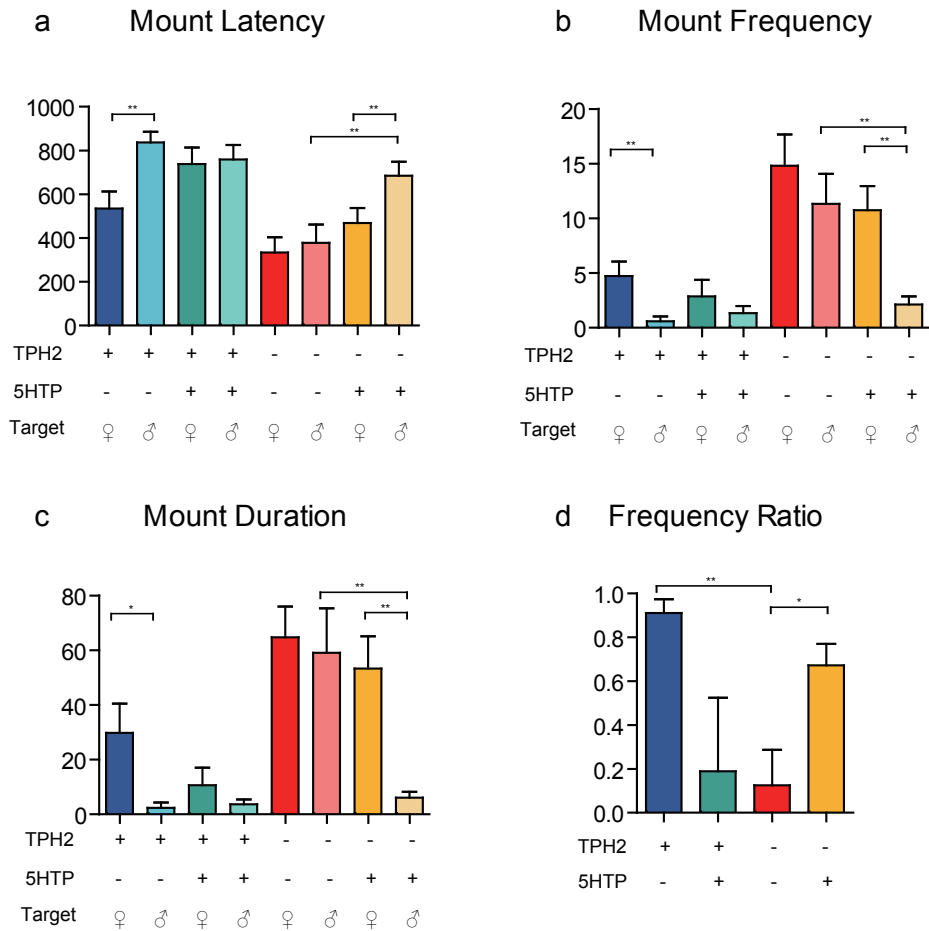 a Mount Latency
** ** **
1000
800
600
400
200
0
TPH2 + + + + - - - -
5HTP - - + + - - + +
Target ♀ ♂ ♀ ♂ ♀ ♂ ♀ ♂
b Mount Frequency
** ** **
20
15
10
5
0
TPH2 + + + + - - - -
5HTP - - + + - - + +
Target ♀ ♂ ♀ ♂ ♀ ♂ ♀ ♂
c Mount Duration
* ** **
80
60
40
20
0
TPH2 + + + + - - - -
5HTP - - + + - - + +
Target ♀ ♂ ♀ ♂ ♀ ♂ ♀ ♂
d Frequency Ratio
** *
1.0
0.8
0.6
0.4
0.2
0.0
TPH2 + + - -
5HTP - + - +